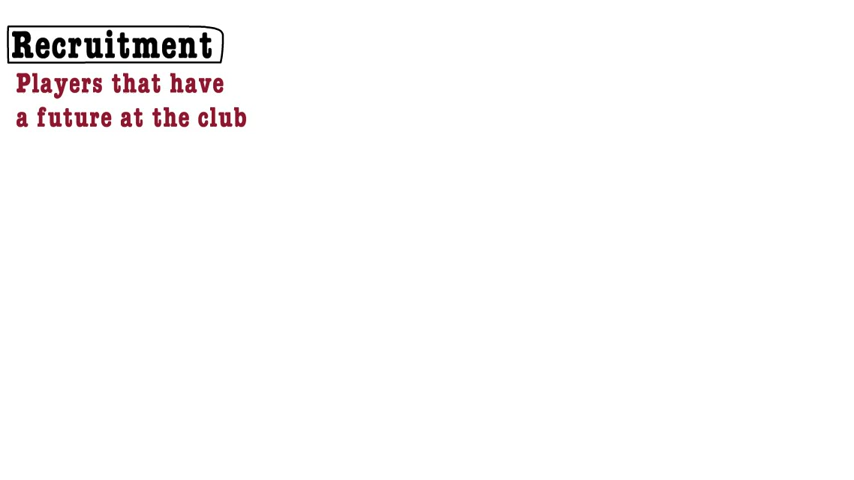 Recruitment
Players that have
a future at the club